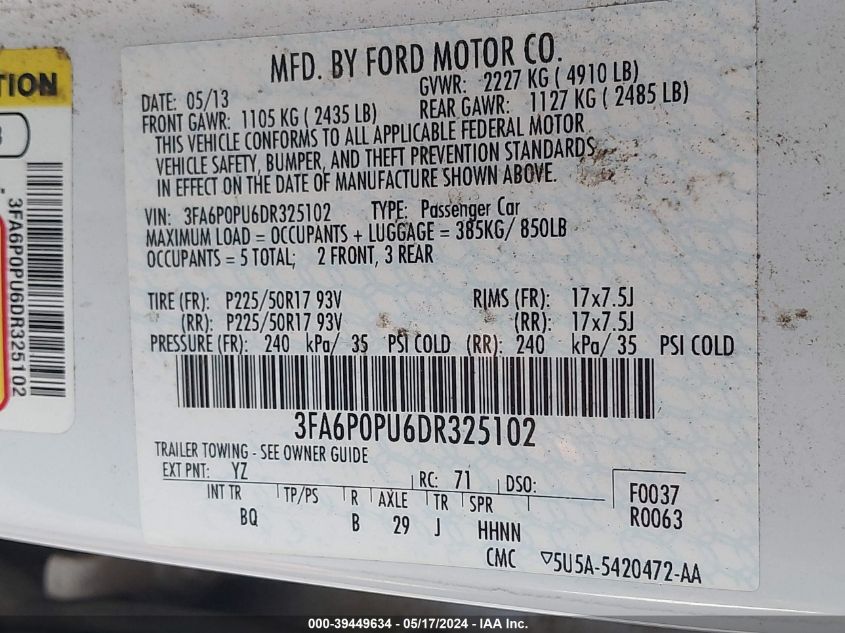 MFD. BY FORD MOTOR CO.
DATE: 05/13 GVWR: 2227 KG ( 4910 LB)
FRONT GAWR: 1105 KG ( 2435 LB) REAR GAWR: 1127 KG ( 2485 LB)
THIS VEHICLE CONFORMS TO ALL APPLICABLE FEDERAL MOTOR
VEHICLE SAFETY, BUMPER, AND THEFT PREVENTION STANDARDS
IN EFFECT ON THE DATE OF MANUFACTURE SHOWN ABOVE.
VIN: 3FA6P0PU6DR325102 TYPE: Passenger Car
MAXIMUM LOAD = OCCUPANTS + LUGGAGE = 385KG/ 850LB
OCCUPANTS = 5 TOTAL; 2 FRONT, 3 REAR
TIRE (FR): P225/50R17 93V RIMS (FR): 17x7.5J
(RR): P225/50R17 93V (RR): 17x7.5J
PRESSURE (FR): 240 kPa/ 35 PSI COLD (RR): 240 kPa/ 35 PSI COLD
3FA6P0PU6DR325102
TRAILER TOWING - SEE OWNER GUIDE
EXT PNT: YZ RC: 71 DSO: F0037
INT TR TP/PS R AXLE TR SPR R0063
BQ B 29 J HHNN
CMC ▽5U5A-5420472-AA
TION
3FA6P0PU6DR325102
000-39449634 - 05/17/2024 - IAA Inc.